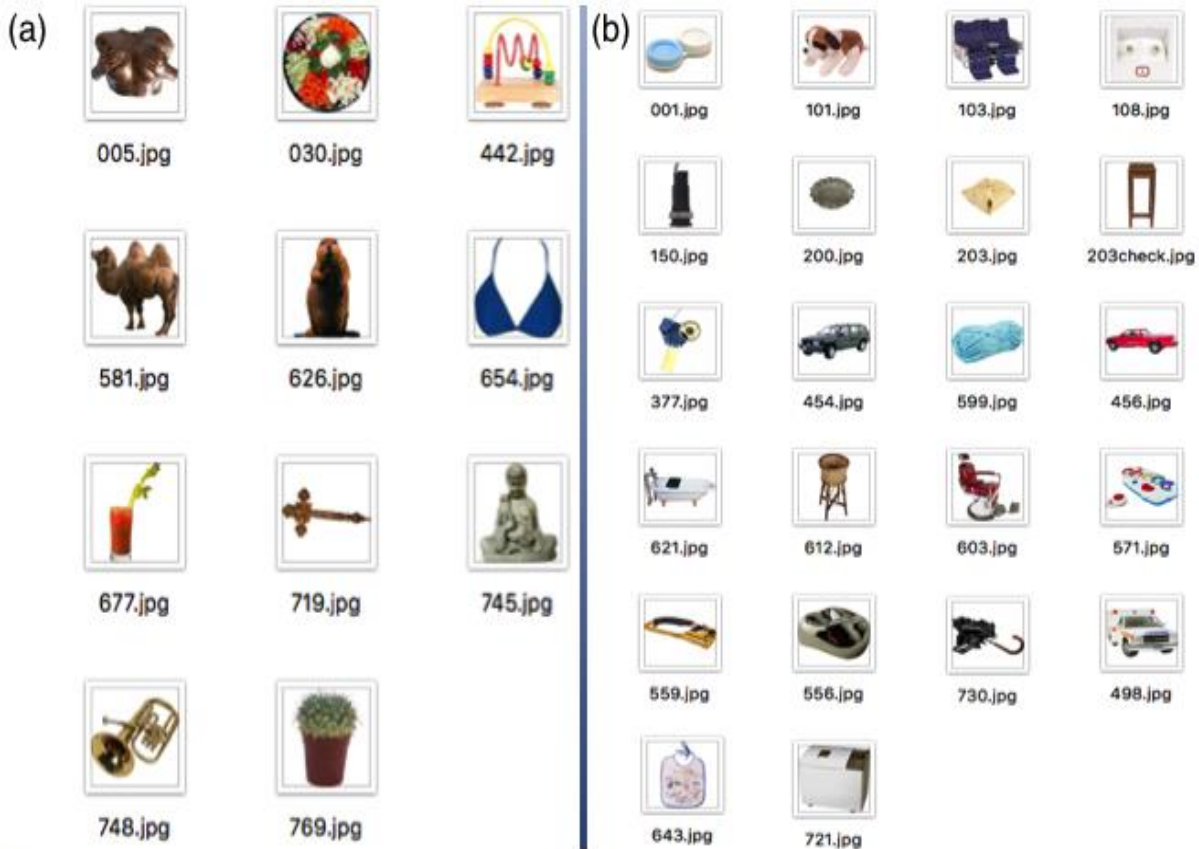 (a)
005.jpg 030.jpg 442.jpg
581.jpg 626.jpg 654.jpg
677.jpg 719.jpg 745.jpg
748.jpg 769.jpg
(b)
001.jpg 101.jpg 103.jpg 108.jpg
150.jpg 200.jpg 203.jpg 203check.jpg
377.jpg 454.jpg 599.jpg 456.jpg
621.jpg 612.jpg 603.jpg 571.jpg
559.jpg 556.jpg 730.jpg 498.jpg
643.jpg 721.jpg